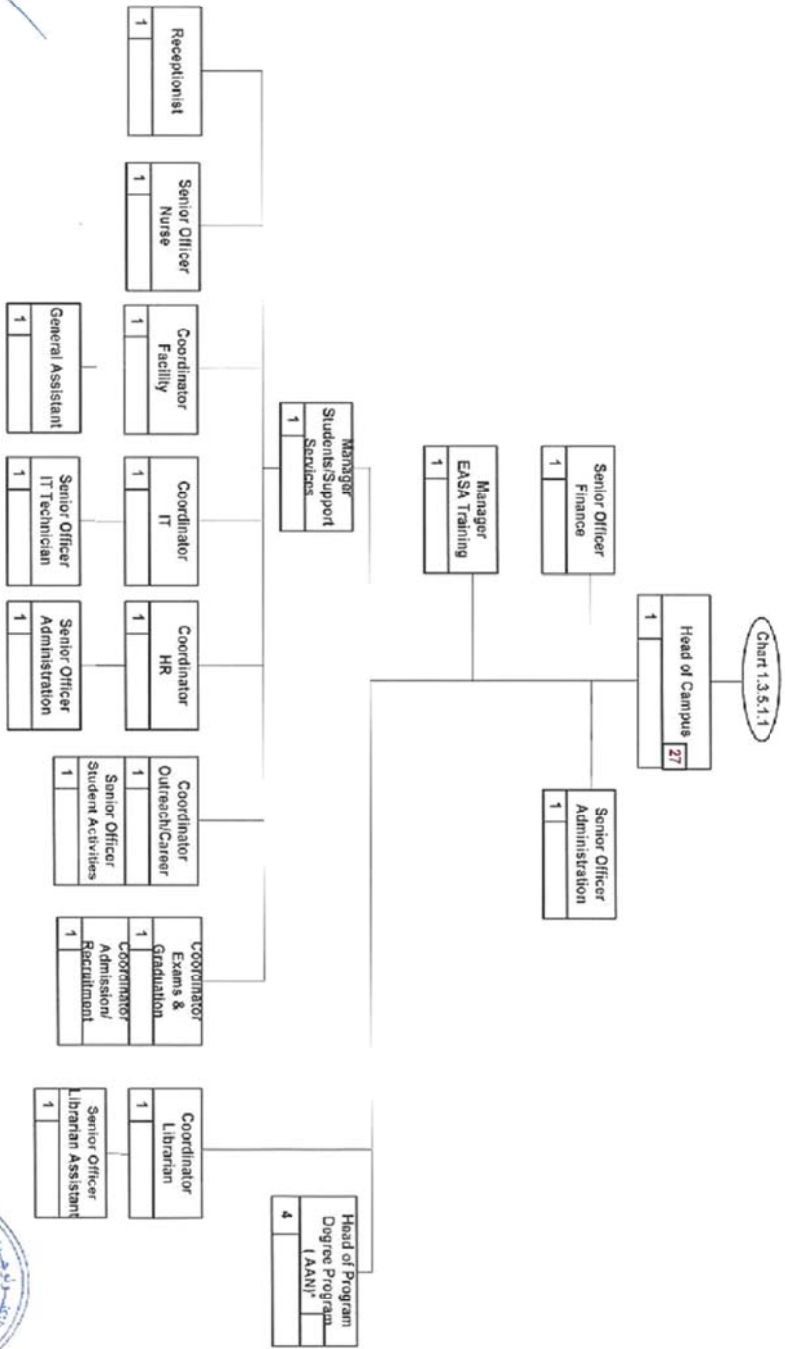 Chart 1.3.5.1.1
Head of Campus
27
1
Senior Officer
Finance
1
Senior Officer
Administration
1
Manager
EASA Training
1
Manager
Students/Support
Services
1
Head of Program
Degree Program
( AAN)*
4
Receptionist
1
Senior Officer
Nurse
1
Coordinator
Facility
1
Coordinator
IT
1
Coordinator
HR
1
Coordinator
Outreach/Career
1
Coordinator
Exams &
Graduation
1
Coordinator
Librarian
1
General Assistant
1
Senior Officer
IT Technician
1
Senior Officer
Administration
1
Senior Officer
Student Activities
1
Coordinator
Admission/
Recruitment
1
Senior Officer
Librarian Assistant
1